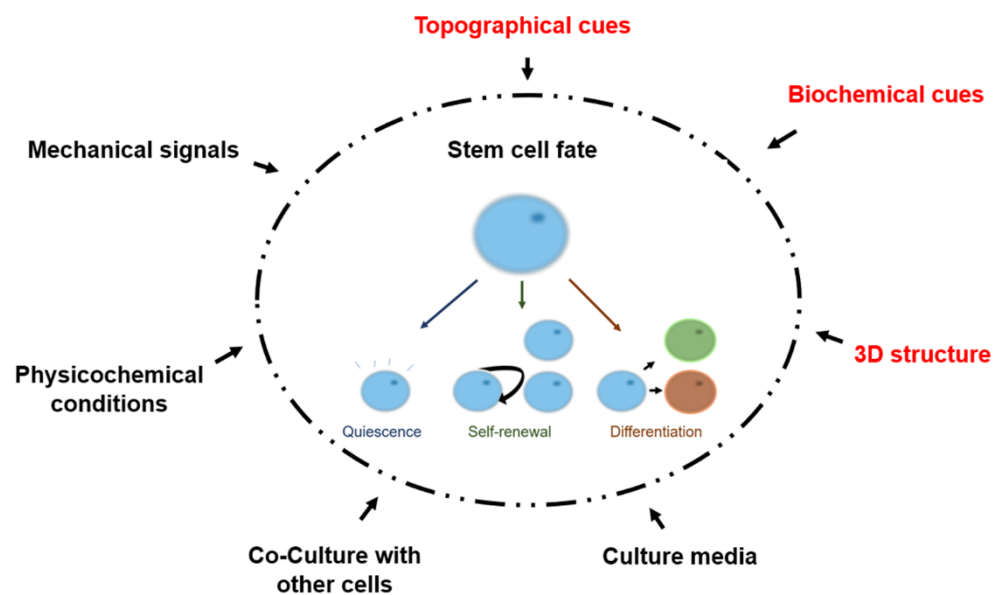 Topographical cues
Biochemical cues
Mechanical signals
Stem cell fate
3D structure
Physicochemical
conditions
Quiescence
Self-renewal
Differentiation
Co-Culture with
other cells
Culture media